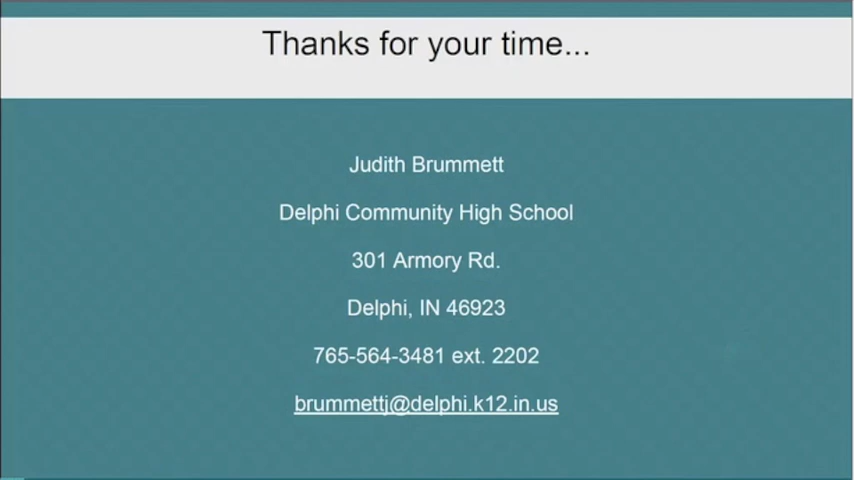 Thanks for your time...
Judith Brummett
Delphi Community High School
301 Armory Rd.
Delphi, IN 46923
765-564-3481 ext. 2202
brummettj@delphi.k12.in.us